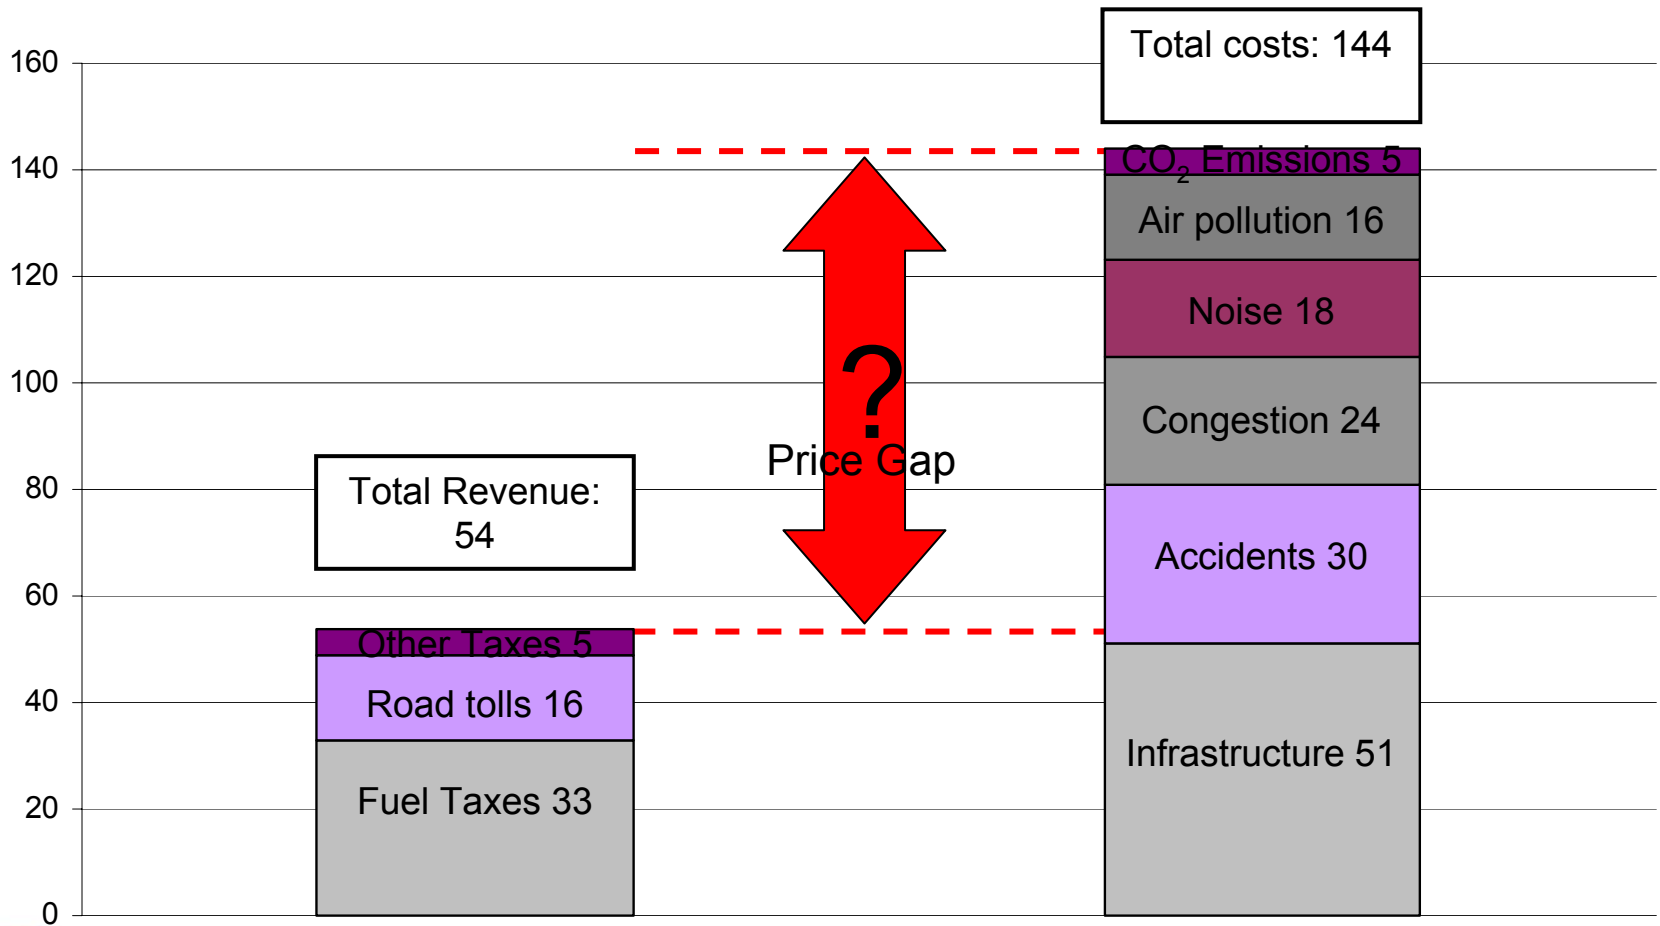 Total costs: 144
160
140
120
100
80
60
40
20
0
CO₂ Emissions 5
Air pollution 16
Noise 18
Congestion 24
Accidents 30
Infrastructure 51
?
Price Gap
Total Revenue:
54
Other Taxes 5
Road tolls 16
Fuel Taxes 33